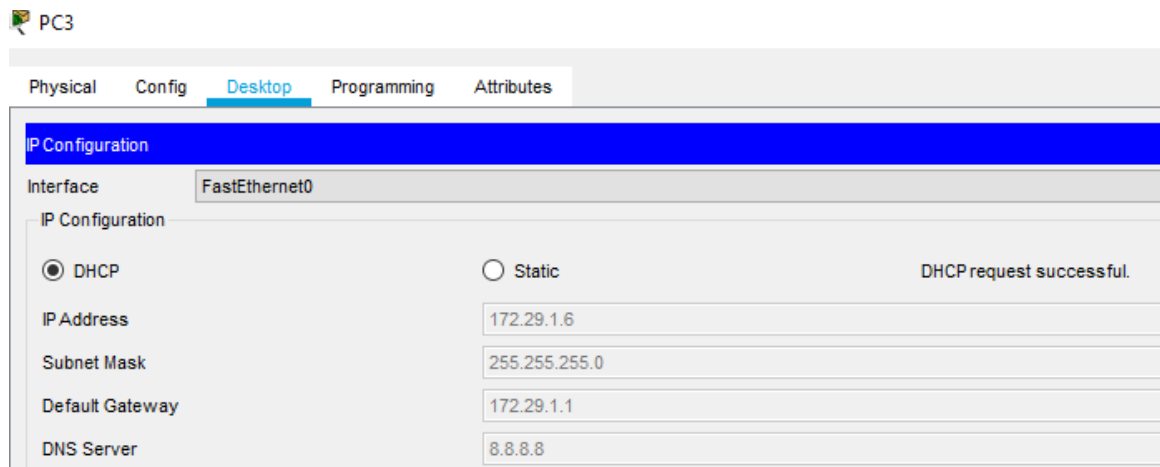 PC3
Physical Config Desktop Programming Attributes
IP Configuration
Interface FastEthernet0
IP Configuration
DHCP Static DHCP request successful.
IP Address 172.29.1.6
Subnet Mask 255.255.255.0
Default Gateway 172.29.1.1
DNS Server 8.8.8.8